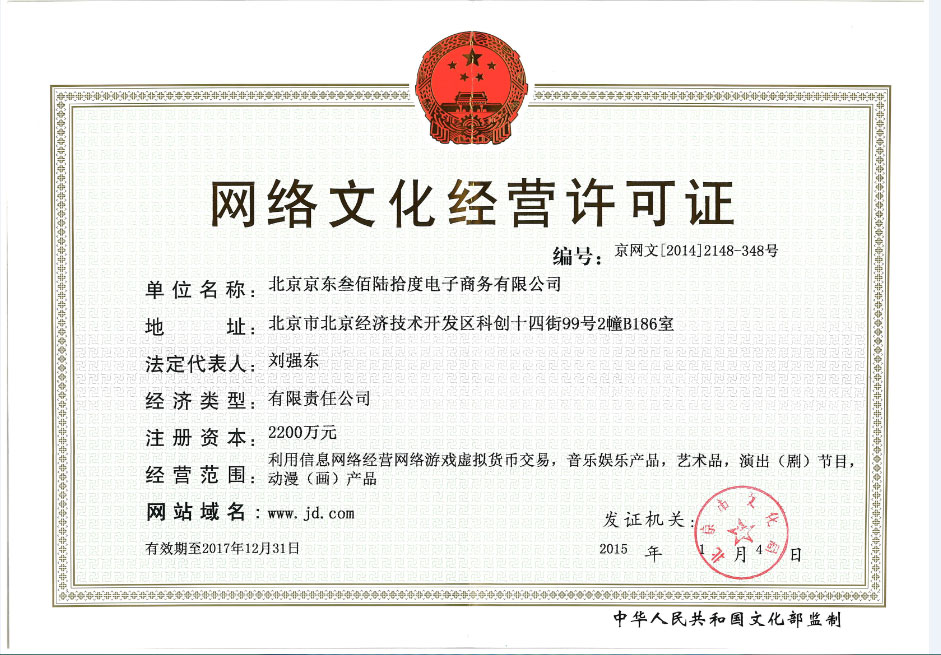 网络文化经营许可证
编号：京网文[2014]2148-348号
单位名称：北京京东叁佰陆拾度电子商务有限公司
地址：北京市北京经济技术开发区科创十四街99号2幢B186室
法定代表人：刘强东
经济类型：有限责任公司
注册资本：2200万元
经营范围：利用信息网络经营网络游戏虚拟货币交易，音乐娱乐产品，艺术品，演出（剧）节目，
动漫（画）产品
网站域名：www.jd.com
发证机关：
北京市文化局
有效期至2017年12月31日
2015 年 1 月 4 日
中华人民共和国文化部监制